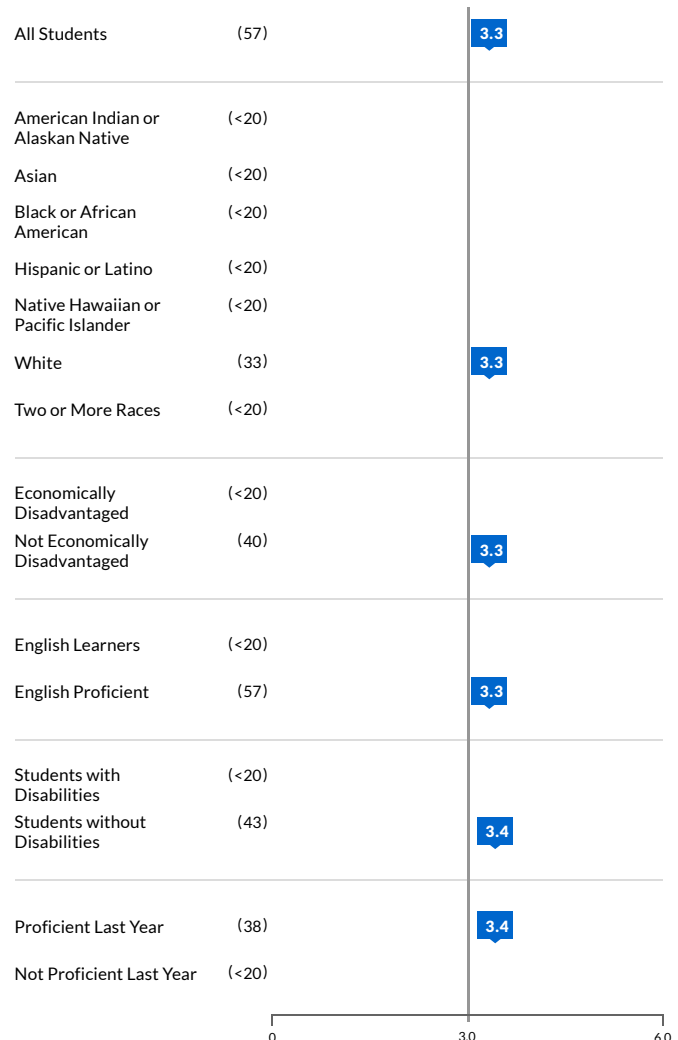 All Students (57) 3.3
American Indian or (<20)
Alaskan Native
Asian (<20)
Black or African (<20)
American
Hispanic or Latino (<20)
Native Hawaiian or (<20)
Pacific Islander
White (33) 3.3
Two or More Races (<20)
Economically (<20)
Disadvantaged
Not Economically (40) 3.3
Disadvantaged
English Learners (<20)
English Proficient (57) 3.3
Students with (<20)
Disabilities
Students without (43) 3.4
Disabilities
Proficient Last Year (38) 3.4
Not Proficient Last Year (<20)
0 3.0 6.0